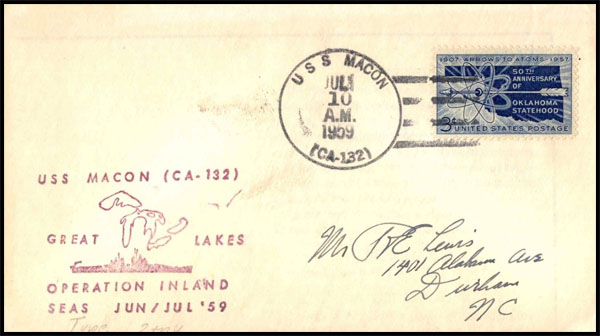 USS MACON
JUL
10
A.M.
1959
(CA-132)
1907-ARROWS TO ATOMS-1957
50TH
ANNIVERSARY
OF
OKLAHOMA
STATEHOOD
3¢ UNITED STATES POSTAGE
USS MACON (CA-132)
GREAT LAKES
OPERATION INLAND
SEAS JUN/JUL '59
Mr R E Lewis
1401 Alabama Ave
Durham
NC